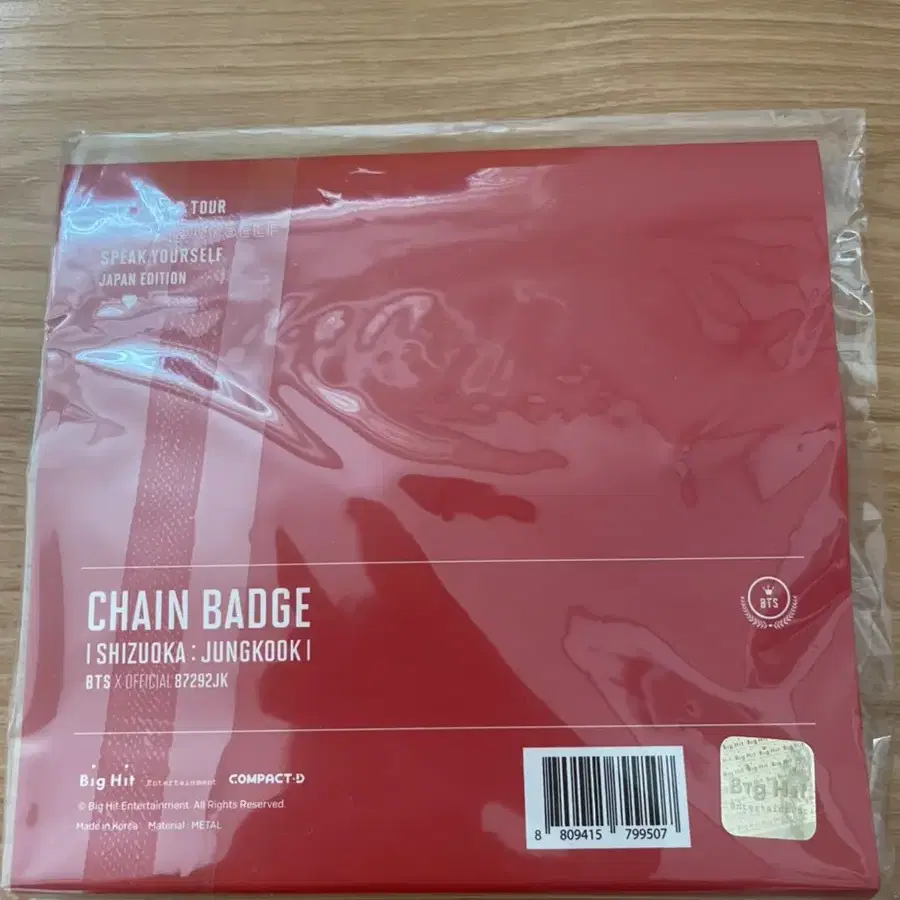 TOUR
SPEAK YOURSELF
JAPAN EDITION
CHAIN BADGE
| SHIZUOKA : JUNGKOOK |
BTS X OFFICIAL 87292JK
BTS
Big Hit Entertainment COMPACT-D
© Big Hit Entertainment. All Rights Reserved.
Made in Korea Material : METAL
8 809415 799507
Big Hit
Entertainment